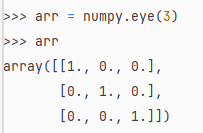 >>> arr = numpy.eye(3)
>>> arr
array([[1., 0., 0.],
       [0., 1., 0.],
       [0., 0., 1.]])